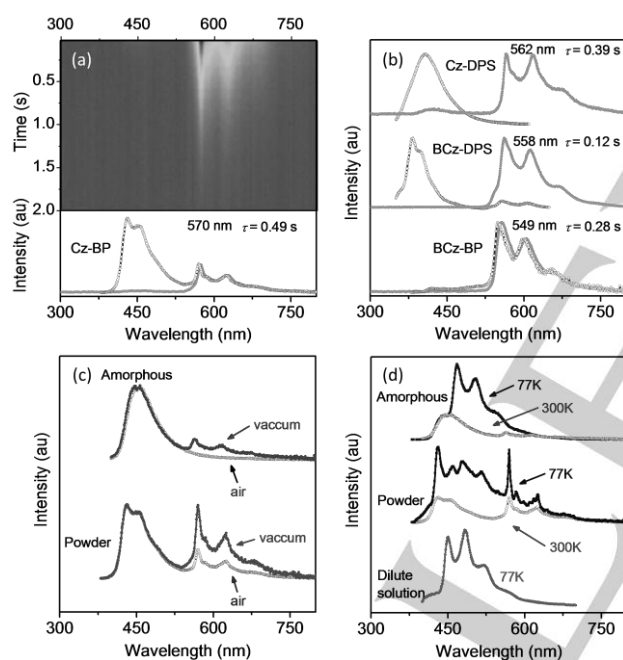 300 450 600 750
(a)
0.5
1.0
1.5
2.0
Time (s)
Intensity (au)
Cz-BP
570 nm τ = 0.49 s
300 450 600 750
Wavelength (nm)
(b)
Cz-DPS
562 nm τ = 0.39 s
BCz-DPS
558 nm τ = 0.12 s
BCz-BP
549 nm τ = 0.28 s
Intensity (au)
300 450 600 750
Wavelength (nm)
(c)
Amorphous
vaccum
air
Powder
vaccum
air
Intensity (au)
300 450 600 750
Wavelength (nm)
(d)
Amorphous
77K
300K
Powder
77K
300K
Dilute
solution
77K
Intensity (au)
300 450 600 750
Wavelength (nm)